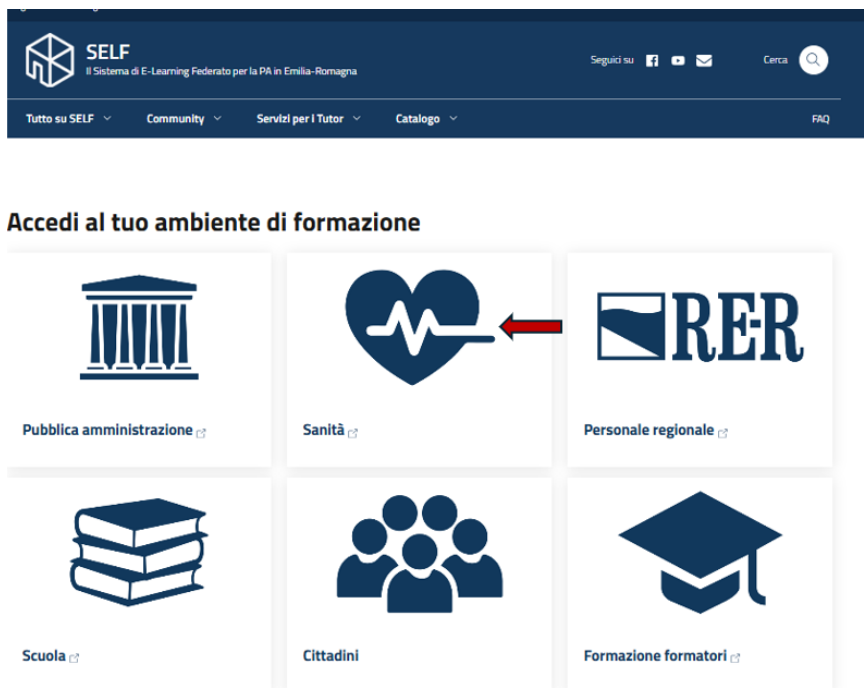 SELF
Il Sistema di E-Learning Federato per la PA in Emilia-Romagna
Seguici su
Cerca
Tutto su SELF
Community
Servizi per i Tutor
Catalogo
FAQ
Accedi al tuo ambiente di formazione
RE-R
Pubblica amministrazione
Sanità
Personale regionale
Scuola
Cittadini
Formazione formatori